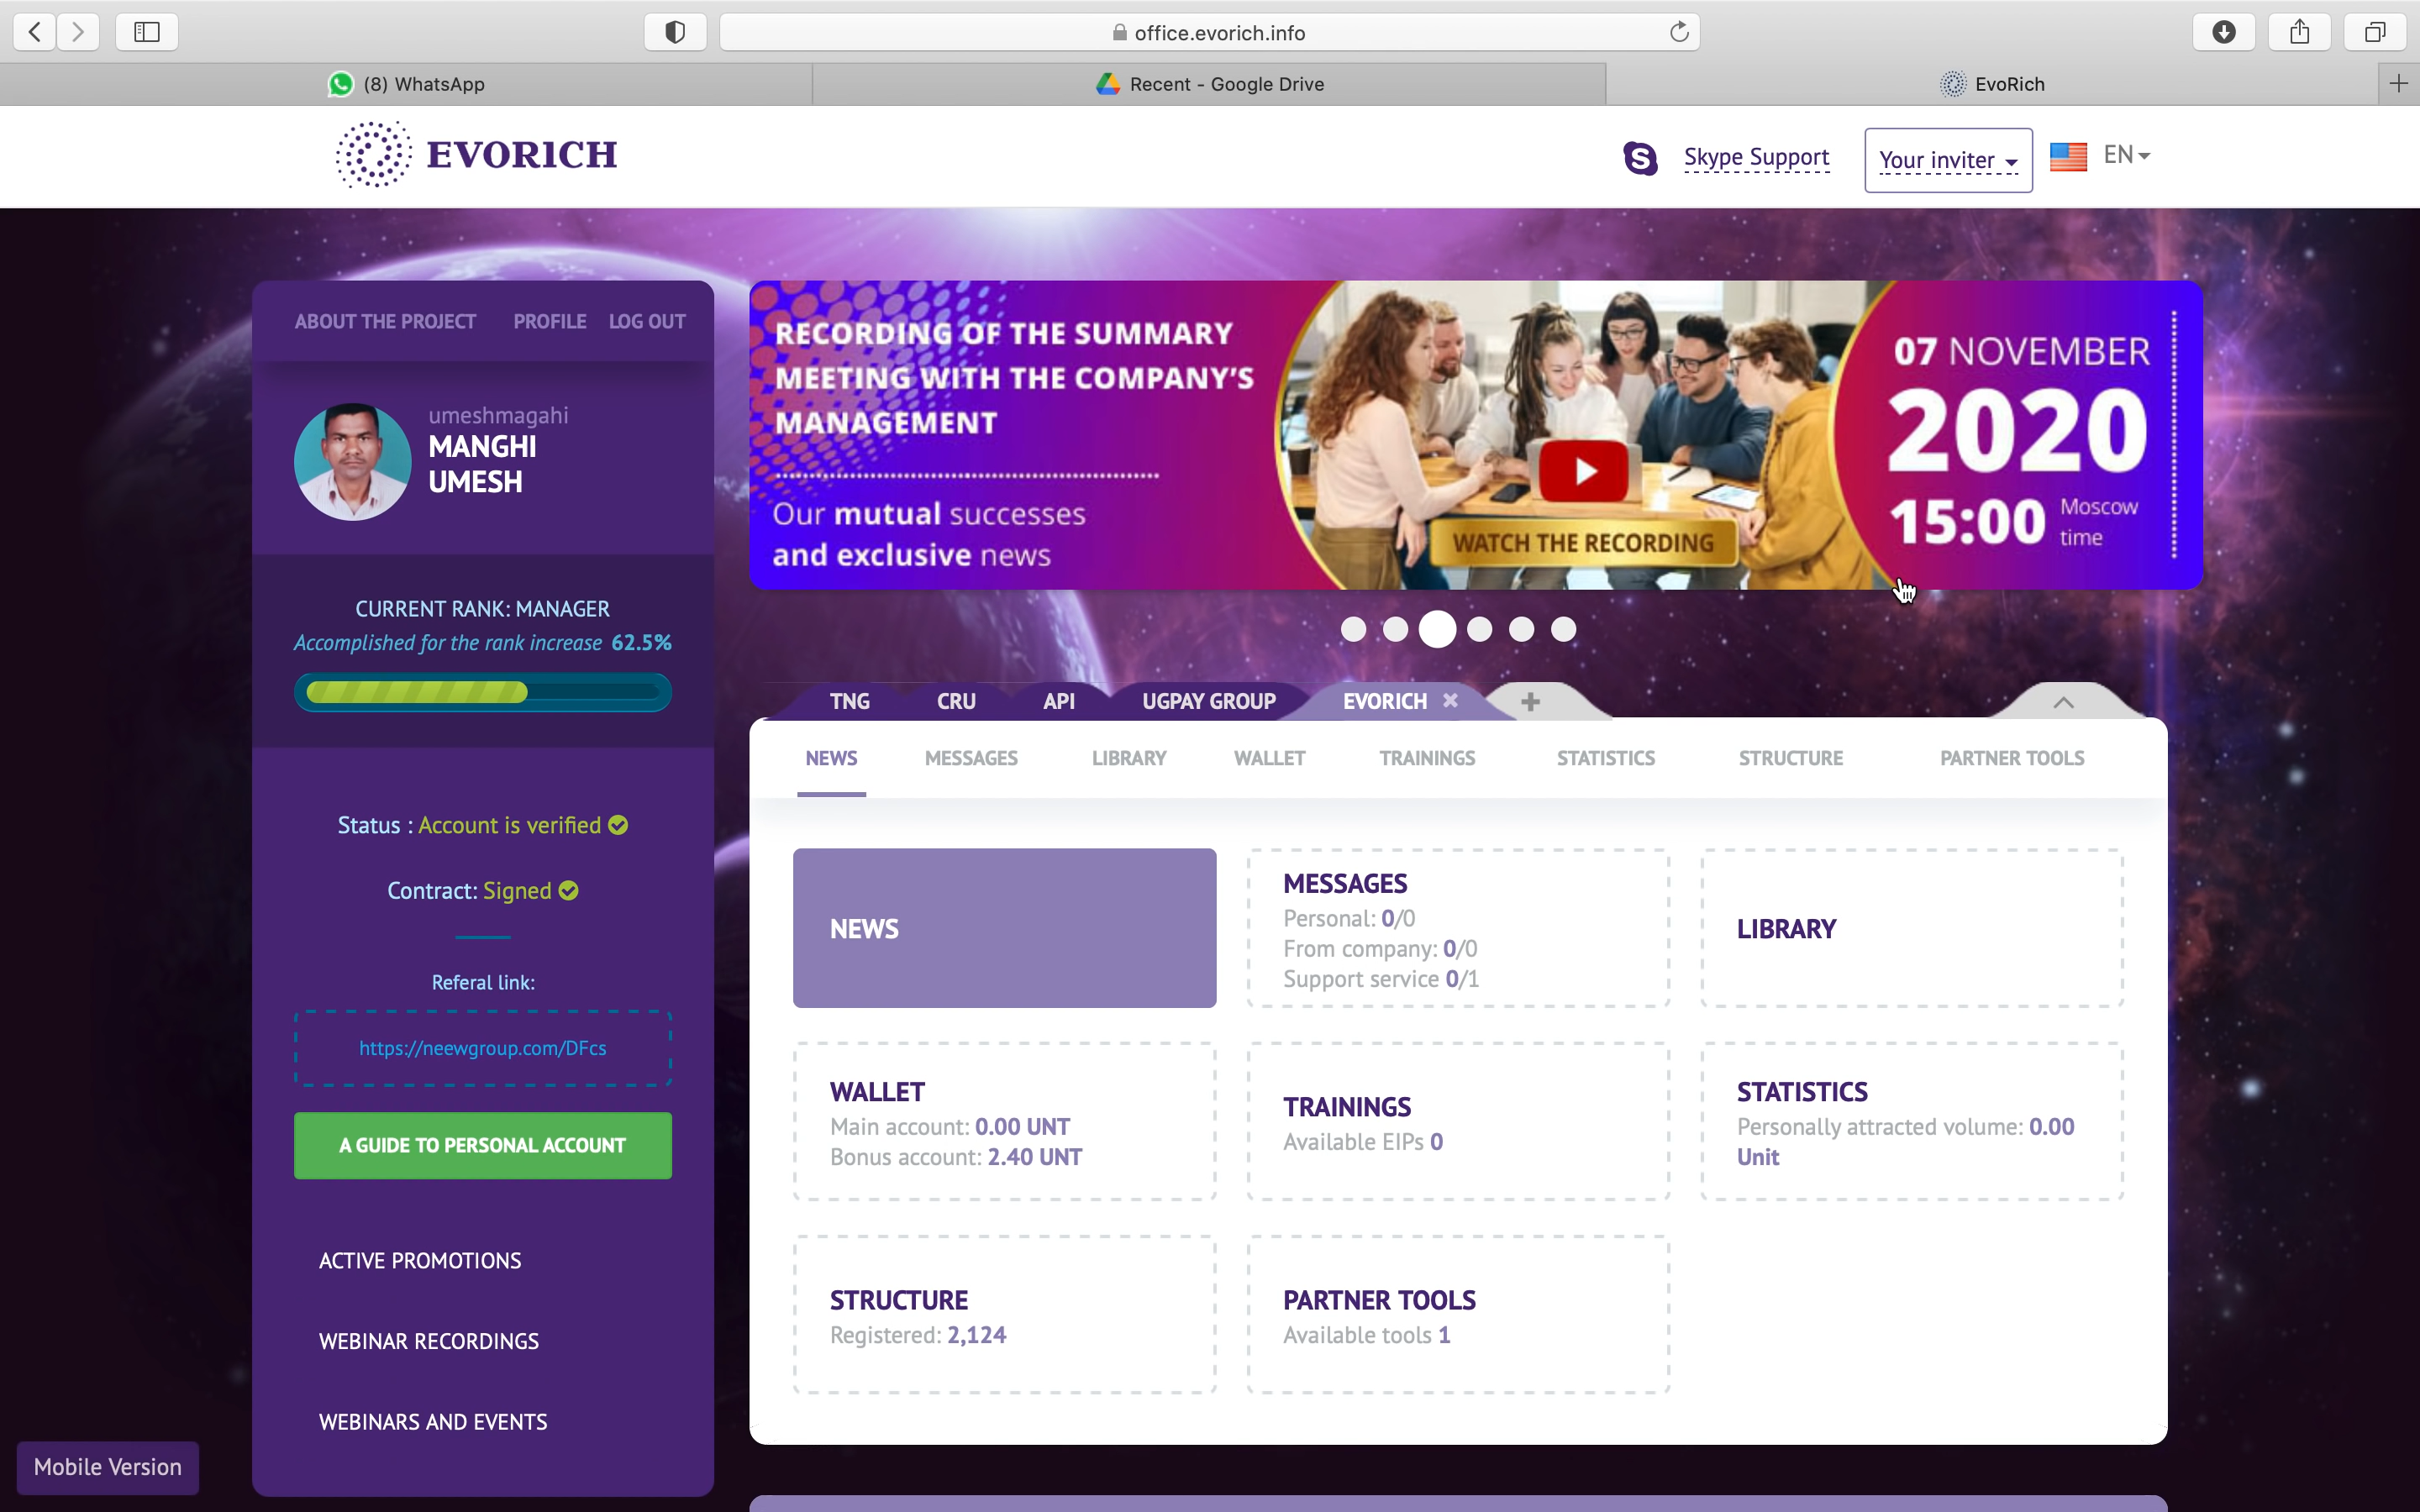 office.evorich.info
(8) WhatsApp
Recent - Google Drive
EvoRich
EVORICH
Skype Support
Your inviter
EN
ABOUT THE PROJECT PROFILE LOG OUT
umeshmagahi
MANGHI
UMESH
CURRENT RANK: MANAGER
Accomplished for the rank increase 62.5%
Status : Account is verified
Contract: Signed
Referal link:
https://neewgroup.com/DFcs
A GUIDE TO PERSONAL ACCOUNT
ACTIVE PROMOTIONS
WEBINAR RECORDINGS
WEBINARS AND EVENTS
Mobile Version
RECORDING OF THE SUMMARY
MEETING WITH THE COMPANY'S
MANAGEMENT
Our mutual successes
and exclusive news
WATCH THE RECORDING
07 NOVEMBER
2020
15:00 Moscow
time
TNG CRU API UGPAY GROUP EVORICH
NEWS MESSAGES LIBRARY WALLET TRAININGS STATISTICS STRUCTURE PARTNER TOOLS
NEWS
MESSAGES
Personal: 0/0
From company: 0/0
Support service 0/1
LIBRARY
WALLET
Main account: 0.00 UNT
Bonus account: 2.40 UNT
TRAININGS
Available EIPs 0
STATISTICS
Personally attracted volume: 0.00
Unit
STRUCTURE
Registered: 2,124
PARTNER TOOLS
Available tools 1